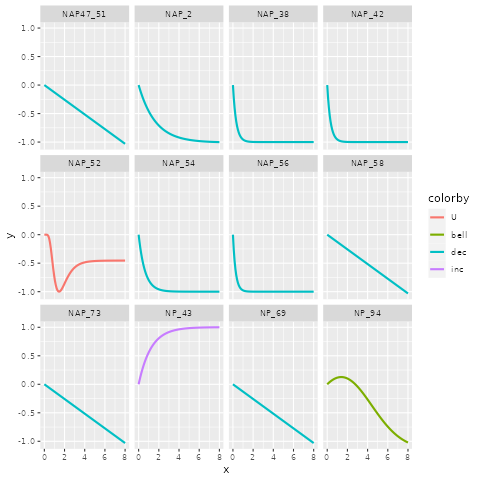 NAP47_51 NAP_2 NAP_38 NAP_42
1.0
0.5
0.0
-0.5
-1.0
NAP_52 NAP_54 NAP_56 NAP_58
1.0
0.5
0.0
-0.5
-1.0
NAP_73 NP_43 NP_69 NP_94
1.0
0.5
0.0
-0.5
-1.0
0 2 4 6 8 0 2 4 6 8 0 2 4 6 8 0 2 4 6 8
x
y
colorby
U
bell
dec
inc